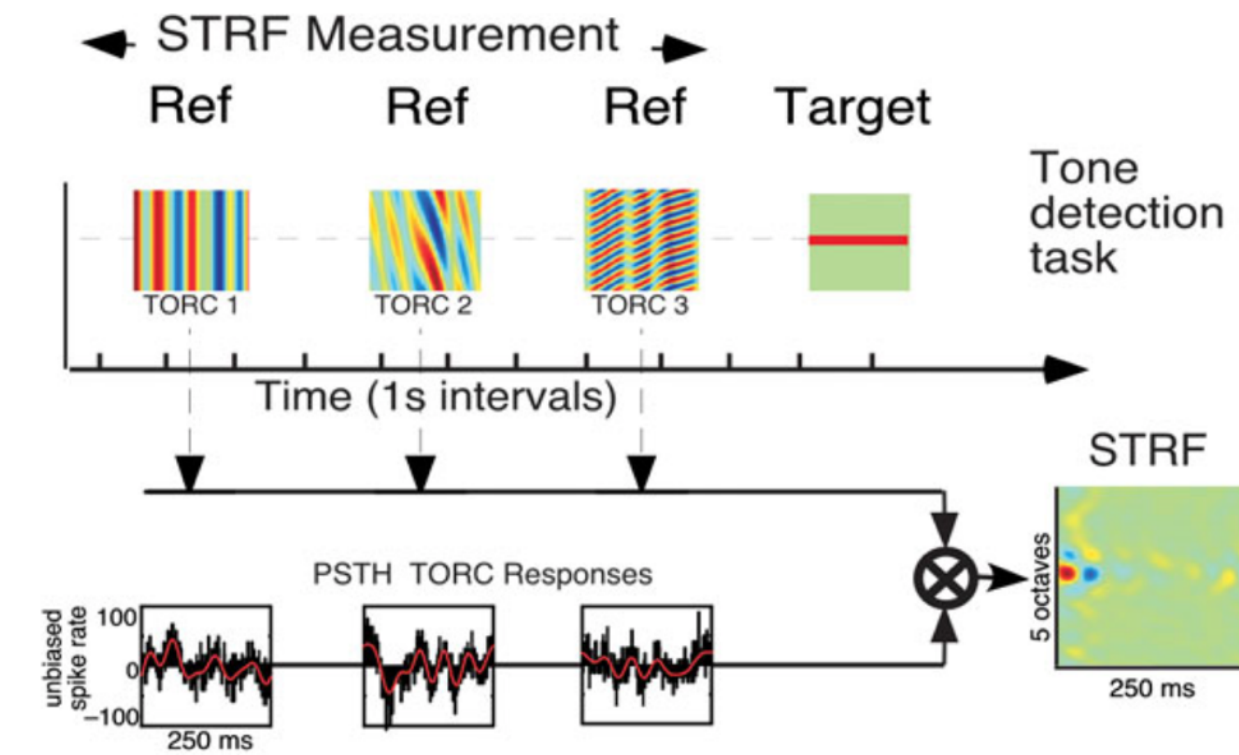 STRF Measurement
Ref Ref Ref Target
Tone
detection
task
TORC 1 TORC 2 TORC 3
Time (1s intervals)
STRF
PSTH TORC Responses
5 octaves
unbiased
spike rate
100
0
−100
250 ms
250 ms